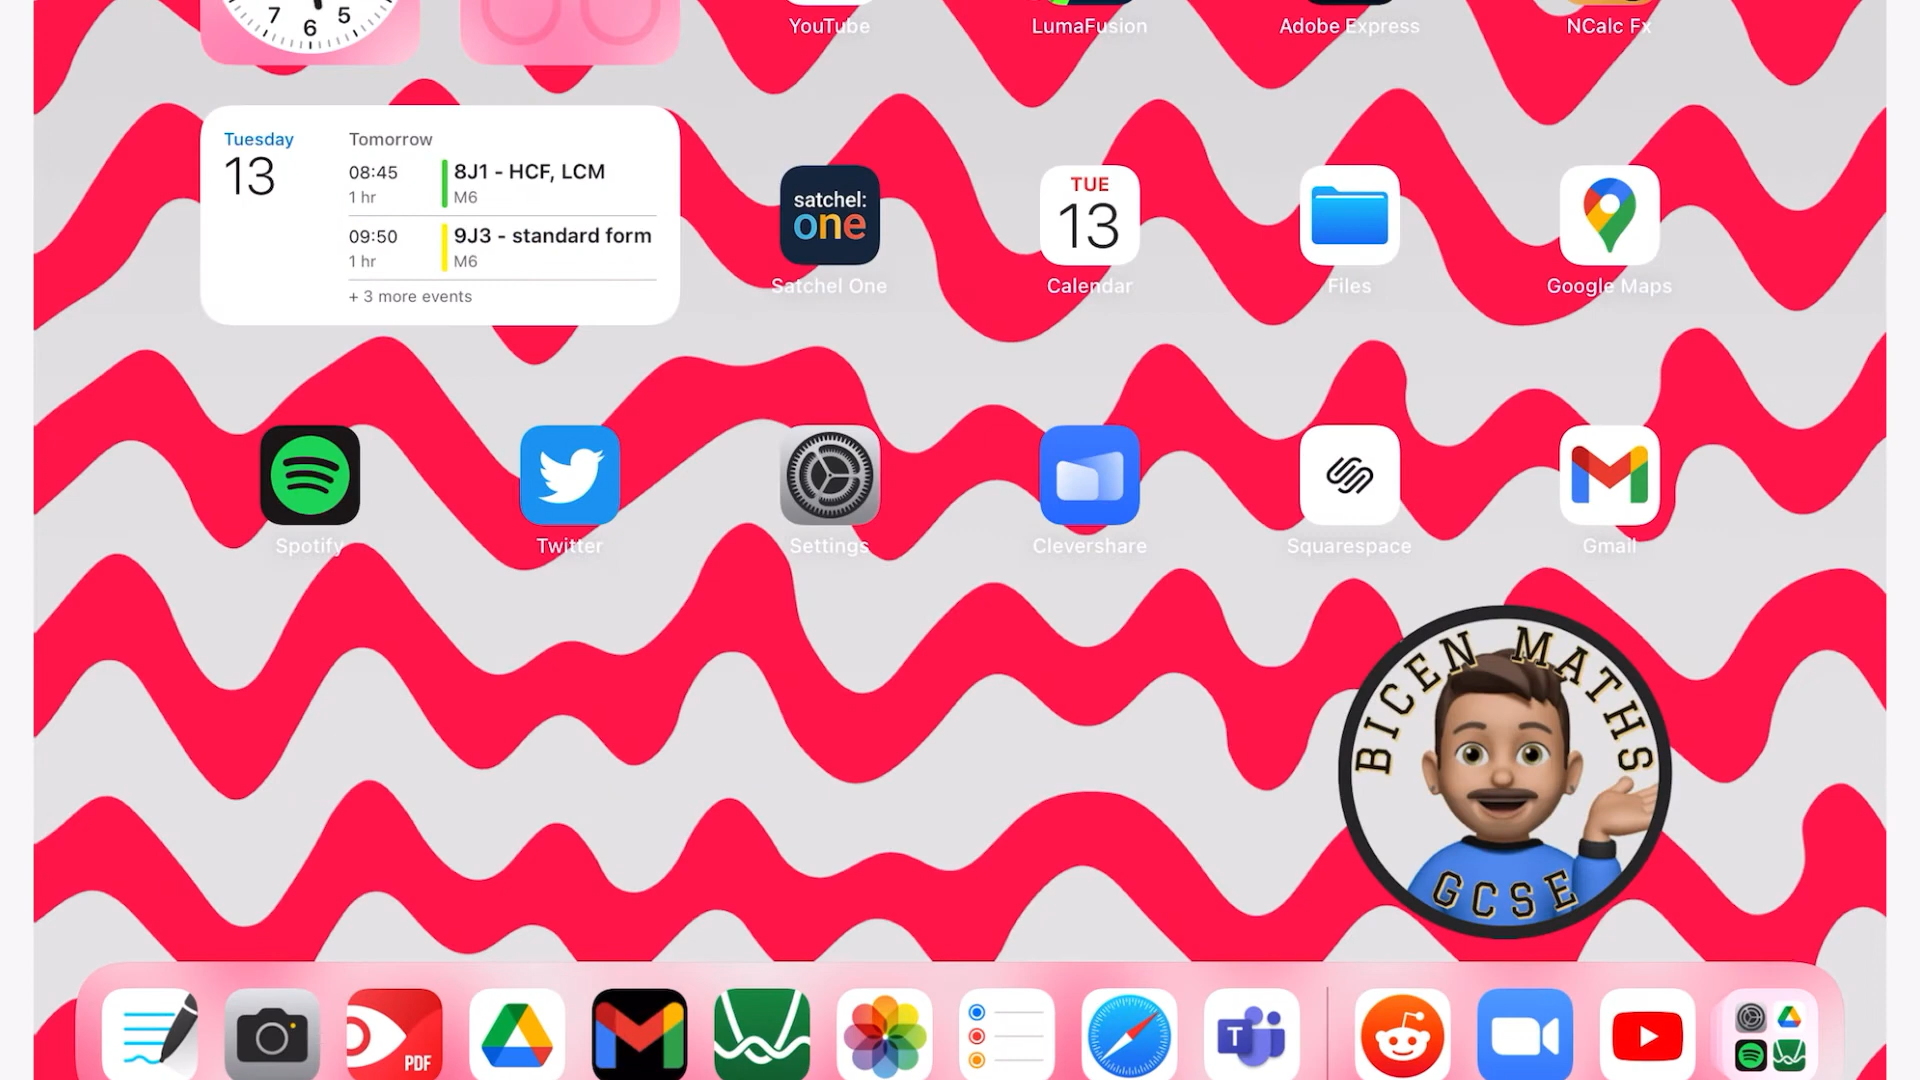 7 6 5
YouTube
LumaFusion
Adobe Express
NCalc Fx
Tuesday
13
Tomorrow
08:45
1 hr
8J1 - HCF, LCM
M6
09:50
1 hr
9J3 - standard form
M6
+ 3 more events
satchel:
one
Satchel One
TUE
13
Calendar
Files
Google Maps
Spotify
Twitter
Settings
Clevershare
Squarespace
Gmail
BICEN MATHS
GCSE
PDF
T